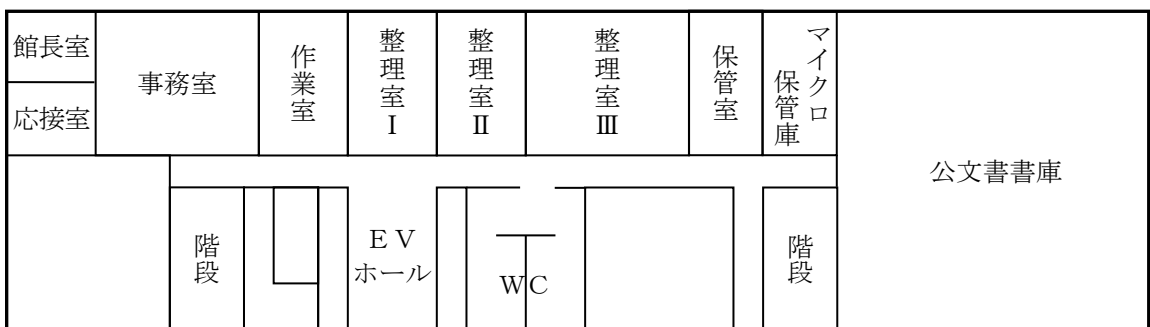 館長室
応接室
事務室
作業室
整理室Ⅰ
整理室Ⅱ
整理室Ⅲ
保管室
マイクロ
保管庫
公文書書庫
階段
ＥＶ
ホール
ＷＣ
階段